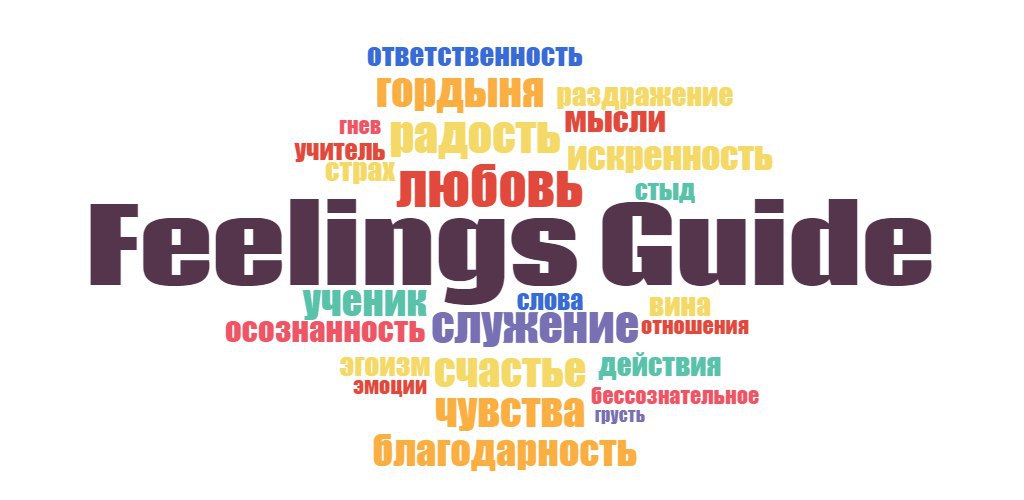 ответственность
гордыня раздражение
гнев радость мысли
учитель искренность
страх любовь стыд
Feelings Guide
ученик слова вина
осознанность служение отношения
эгоизм счастье действия
эмоции бессознательное
чувства грусть
благодарность